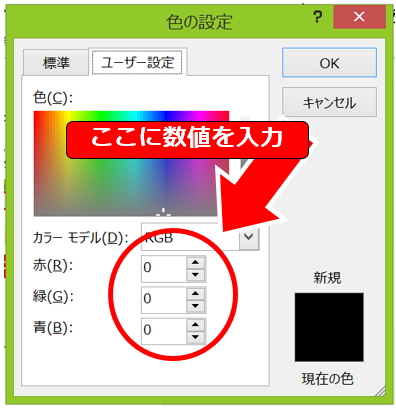 色の設定
? ×
標準 ユーザー設定
OK
キャンセル
色(C):
ここに数値を入力
カラー モデル(D): RGB
赤(R): 0
緑(G): 0
青(B): 0
新規
現在の色